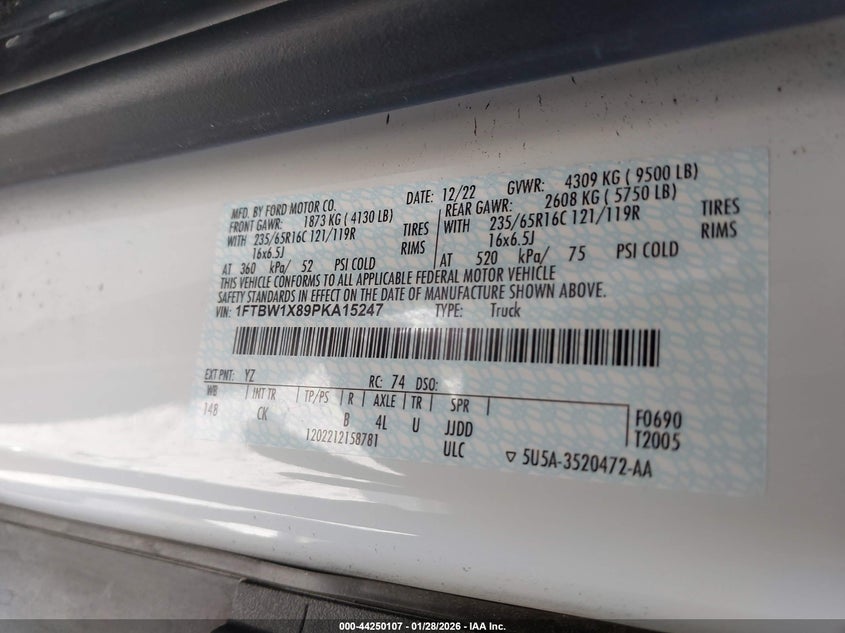 MFD. BY FORD MOTOR CO. DATE: 12/22 GVWR: 4309 KG ( 9500 LB)
FRONT GAWR: 1873 KG ( 4130 LB) REAR GAWR: 2608 KG ( 5750 LB)
WITH 235/65R16C 121/119R TIRES WITH 235/65R16C 121/119R TIRES
16x6.5J RIMS 16x6.5J RIMS
AT 360 kPa/ 52 PSI COLD AT 520 kPa/ 75 PSI COLD
THIS VEHICLE CONFORMS TO ALL APPLICABLE FEDERAL MOTOR VEHICLE
SAFETY STANDARDS IN EFFECT ON THE DATE OF MANUFACTURE SHOWN ABOVE.
VIN: 1FTBW1X89PKA15247 TYPE: Truck
EXT PNT: YZ RC: 74 DSO:
WB INT TR TP/PS R AXLE TR SPR
148 CK B 4L U JJDD F0690
1202212158781 ULC T2005
▽ 5U5A-3520472-AA
000-44250107 - 01/28/2026 - IAA Inc.